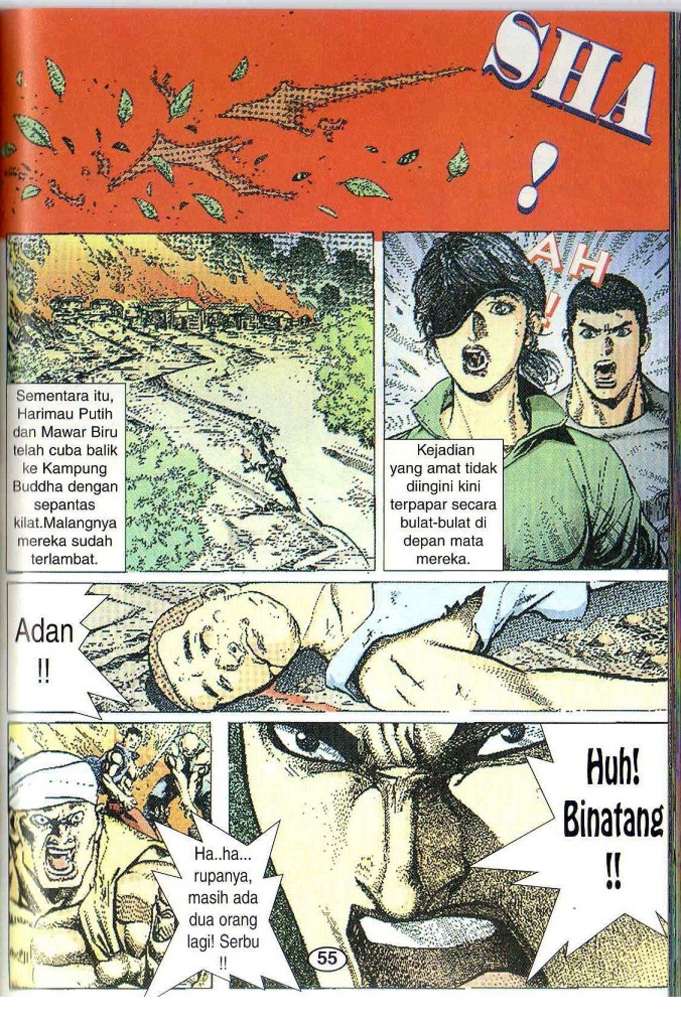 SHA
!
AH
!!
Sementara itu,
Harimau Putih
dan Mawar Biru
telah cuba balik
ke Kampung
Buddha dengan
sepantas
kilat.Malangnya
mereka sudah
terlambat.
Kejadian
yang amat tidak
diingini kini
terpapar secara
bulat-bulat di
depan mata
mereka.
Adan
!!
Huh!
Binatang
!!
Ha..ha...
rupanya,
masih ada
dua orang
lagi! Serbu
!!
55